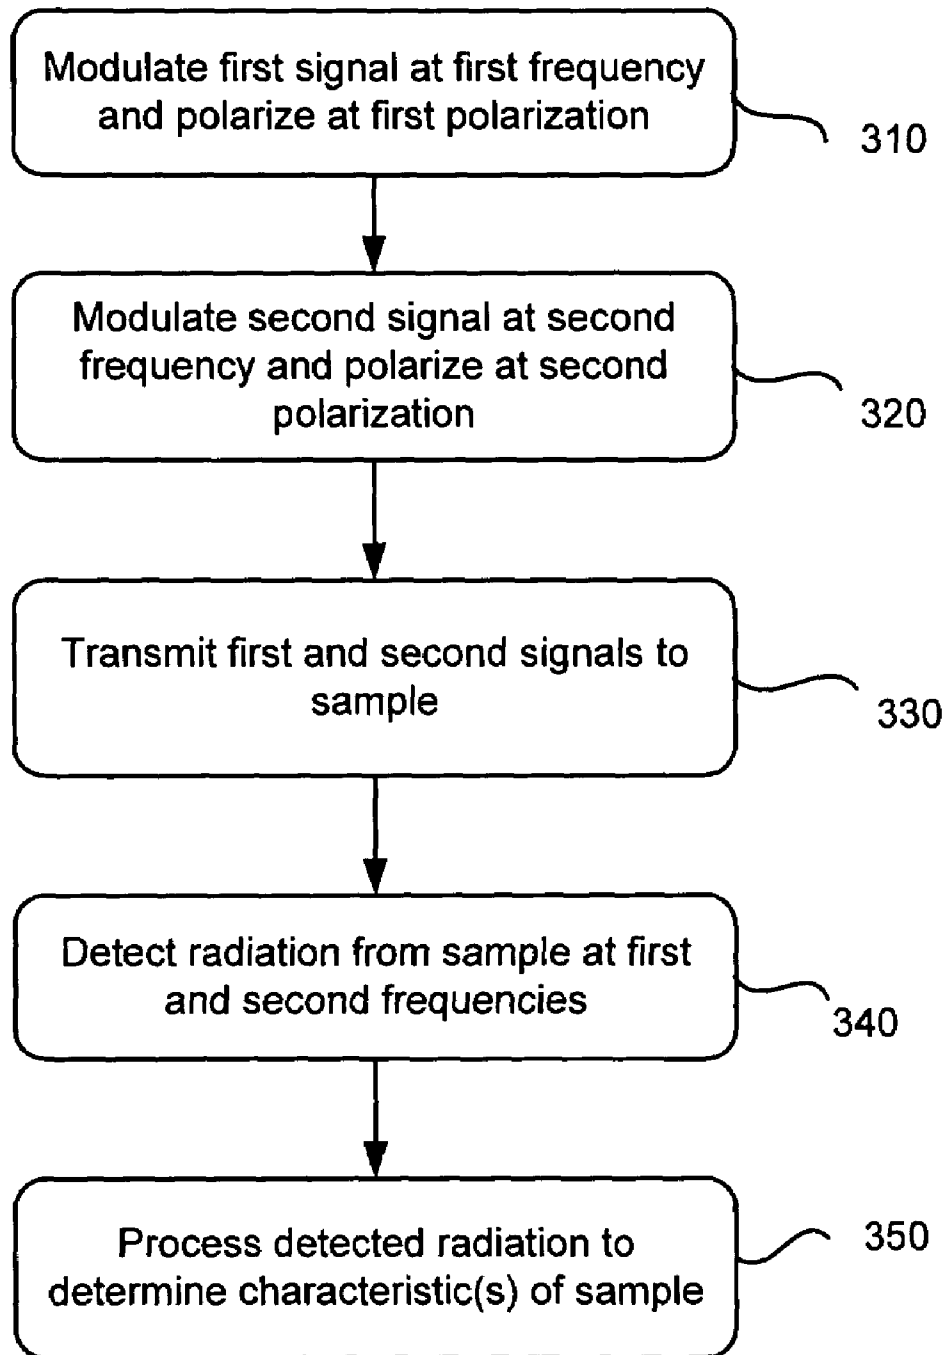 Modulate first signal at first frequency
and polarize at first polarization
310
Modulate second signal at second
frequency and polarize at second
polarization
320
Transmit first and second signals to
sample
330
Detect radiation from sample at first
and second frequencies
340
Process detected radiation to
determine characteristic(s) of sample
350